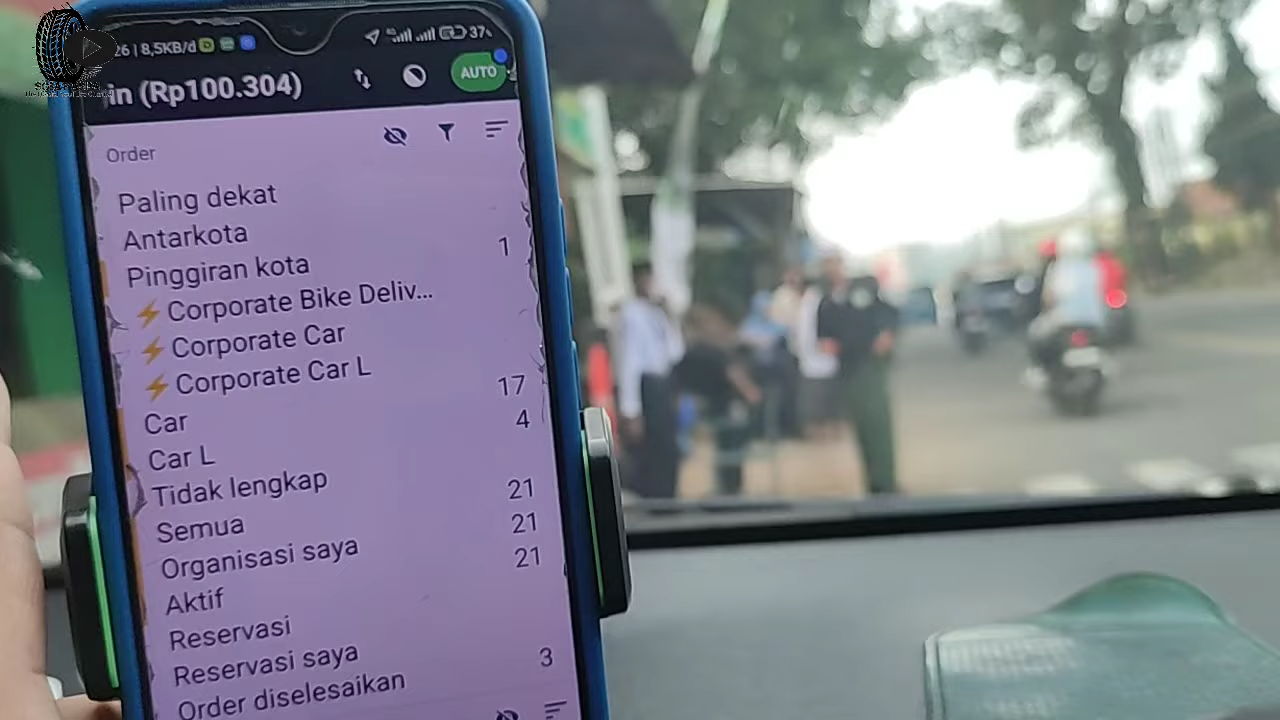 26 | 8,5KB/d 37%
in (Rp100.304) AUTO
Order
Paling dekat
Antarkota
Pinggiran kota 1
⚡Corporate Bike Deliv...
⚡Corporate Car
⚡Corporate Car L
Car 17
Car L 4
Tidak lengkap
Semua 21
Organisasi saya 21
Aktif 21
Reservasi
Reservasi saya
Order diselesaikan 3